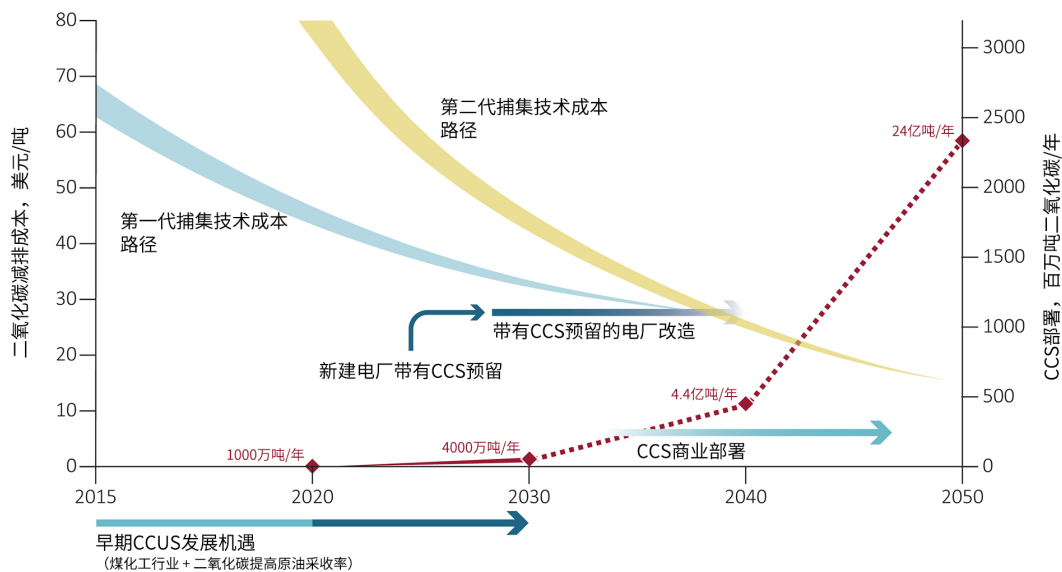 80
70
60
50
40
30
20
10
0
二氧化碳减排成本，美元/吨
3000
2500
2000
1500
1000
500
0
CCS部署，百万吨二氧化碳/年
第二代捕集技术成本
路径
24亿吨/年
第一代捕集技术成本
路径
带有CCS预留的电厂改造
新建电厂带有CCS预留
4.4亿吨/年
4000万吨/年
1000万吨/年
CCS商业部署
2015
2020
2030
2040
2050
早期CCUS发展机遇
（煤化工行业 + 二氧化碳提高原油采收率）